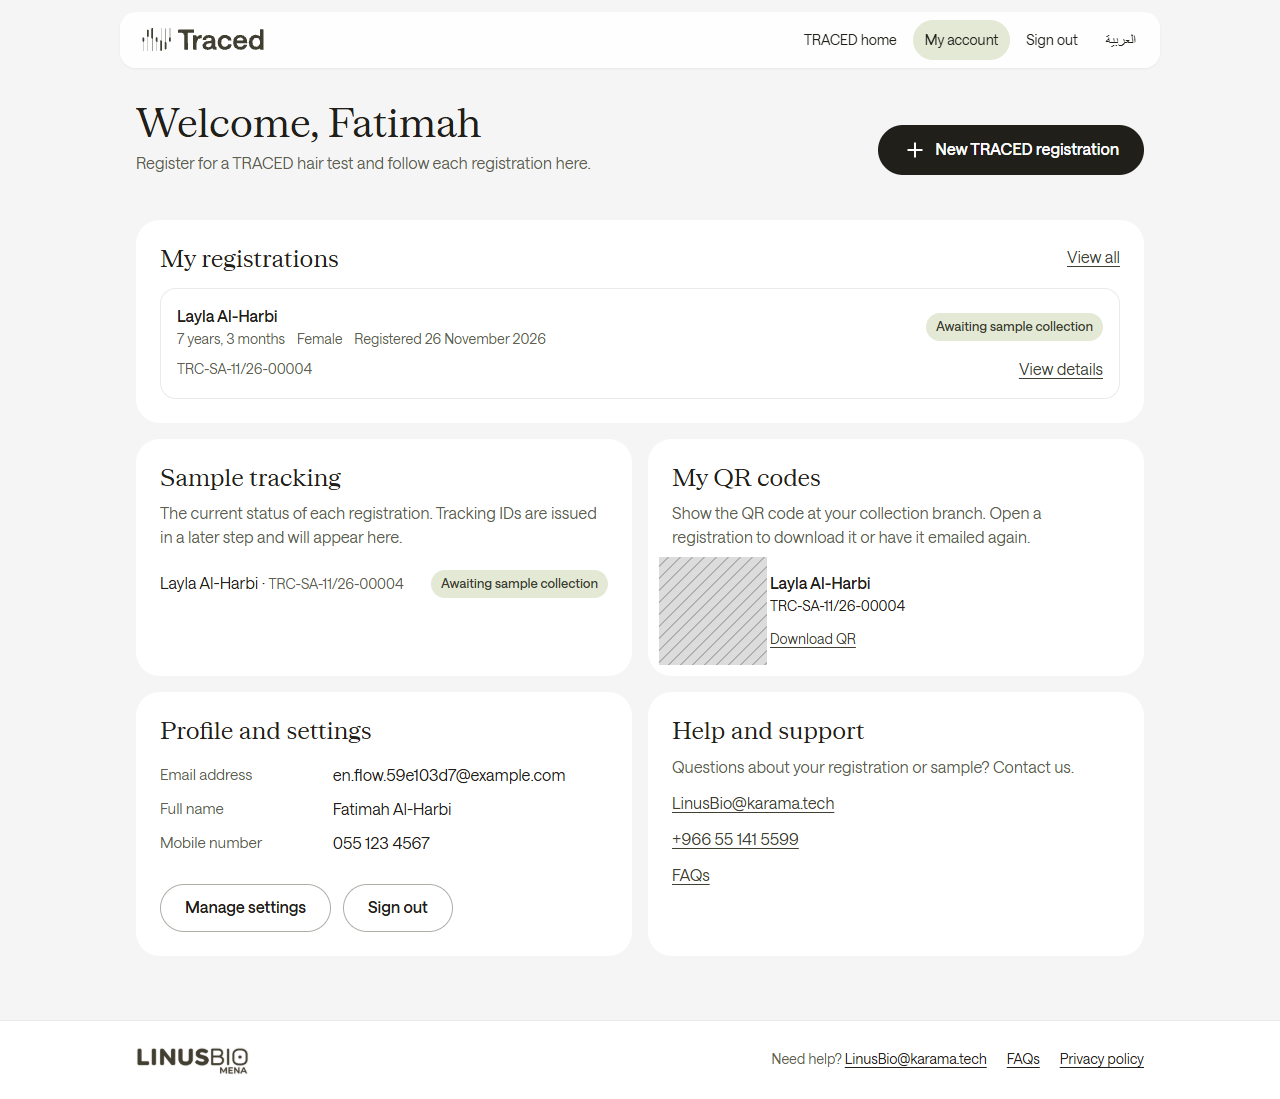 Traced
TRACED home
My account
Sign out
العربية
Welcome, Fatimah
Register for a TRACED hair test and follow each registration here.
New TRACED registration
My registrations
View all
Layla Al-Harbi
7 years, 3 months Female Registered 26 November 2026
Awaiting sample collection
TRC-SA-11/26-00004
View details
Sample tracking
The current status of each registration. Tracking IDs are issued
in a later step and will appear here.
Layla Al-Harbi · TRC-SA-11/26-00004
Awaiting sample collection
My QR codes
Show the QR code at your collection branch. Open a
registration to download it or have it emailed again.
Layla Al-Harbi
TRC-SA-11/26-00004
Download QR
Profile and settings
Email address en.flow.59e103d7@example.com
Full name Fatimah Al-Harbi
Mobile number 055 123 4567
Manage settings
Sign out
Help and support
Questions about your registration or sample? Contact us.
LinusBio@karama.tech
+966 55 141 5599
FAQs
LINUSBIO
MENA
Need help? LinusBio@karama.tech
FAQs
Privacy policy